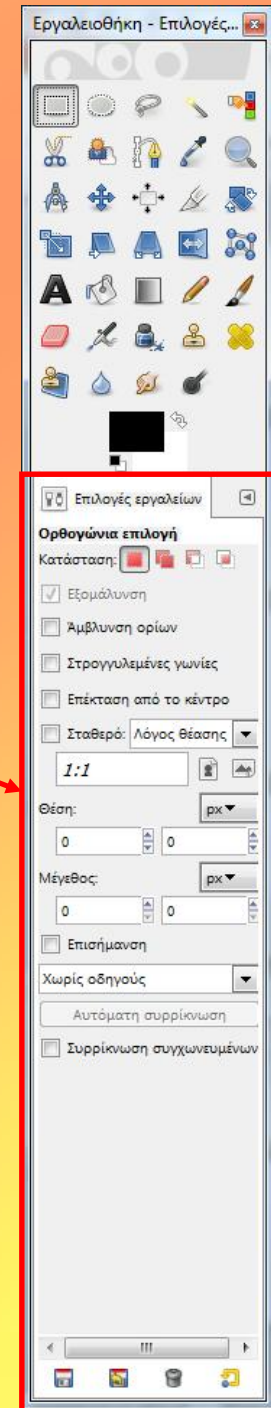 Εργαλειοθήκη - Επιλογές...
Επιλογές εργαλείων
Ορθογώνια επιλογή
Κατάσταση:
Εξομάλυνση
Άμβλυνση ορίων
Στρογγυλεμένες γωνίες
Επέκταση από το κέντρο
Σταθερό: Λόγος θέασης
1:1
Θέση: px
0 0
Μέγεθος: px
0 0
Επισήμανση
Χωρίς οδηγούς
Αυτόματη συρρίκνωση
Συρρίκνωση συγχωνευμένων